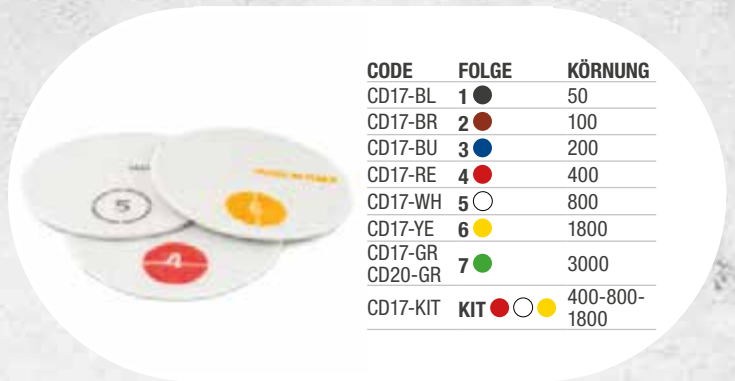 CODE FOLGE KÖRNUNG
CD17-BL 1 50
CD17-BR 2 100
CD17-BU 3 200
CD17-RE 4 400
CD17-WH 5 800
CD17-YE 6 1800
CD17-GR
CD20-GR 7 3000
CD17-KIT KIT 400-800-
1800
5
6
4